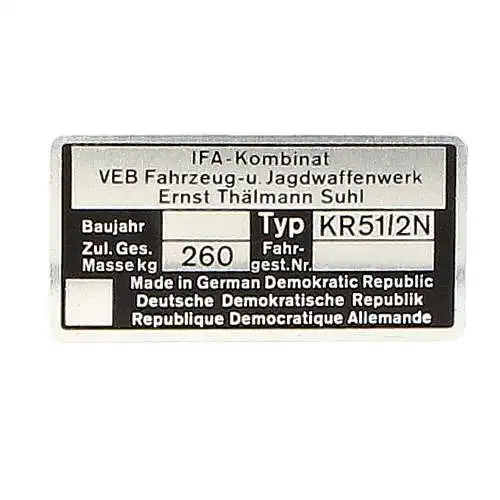 IFA-Kombinat
VEB Fahrzeug-u. Jagdwaffenwerk
Ernst Thälmann Suhl
Baujahr Typ KR51/2N
Zul. Ges. Fahr-
Masse kg 260 gest.Nr.
Made in German Demokratic Republic
Deutsche Demokratische Republik
Republique Democratique Allemande